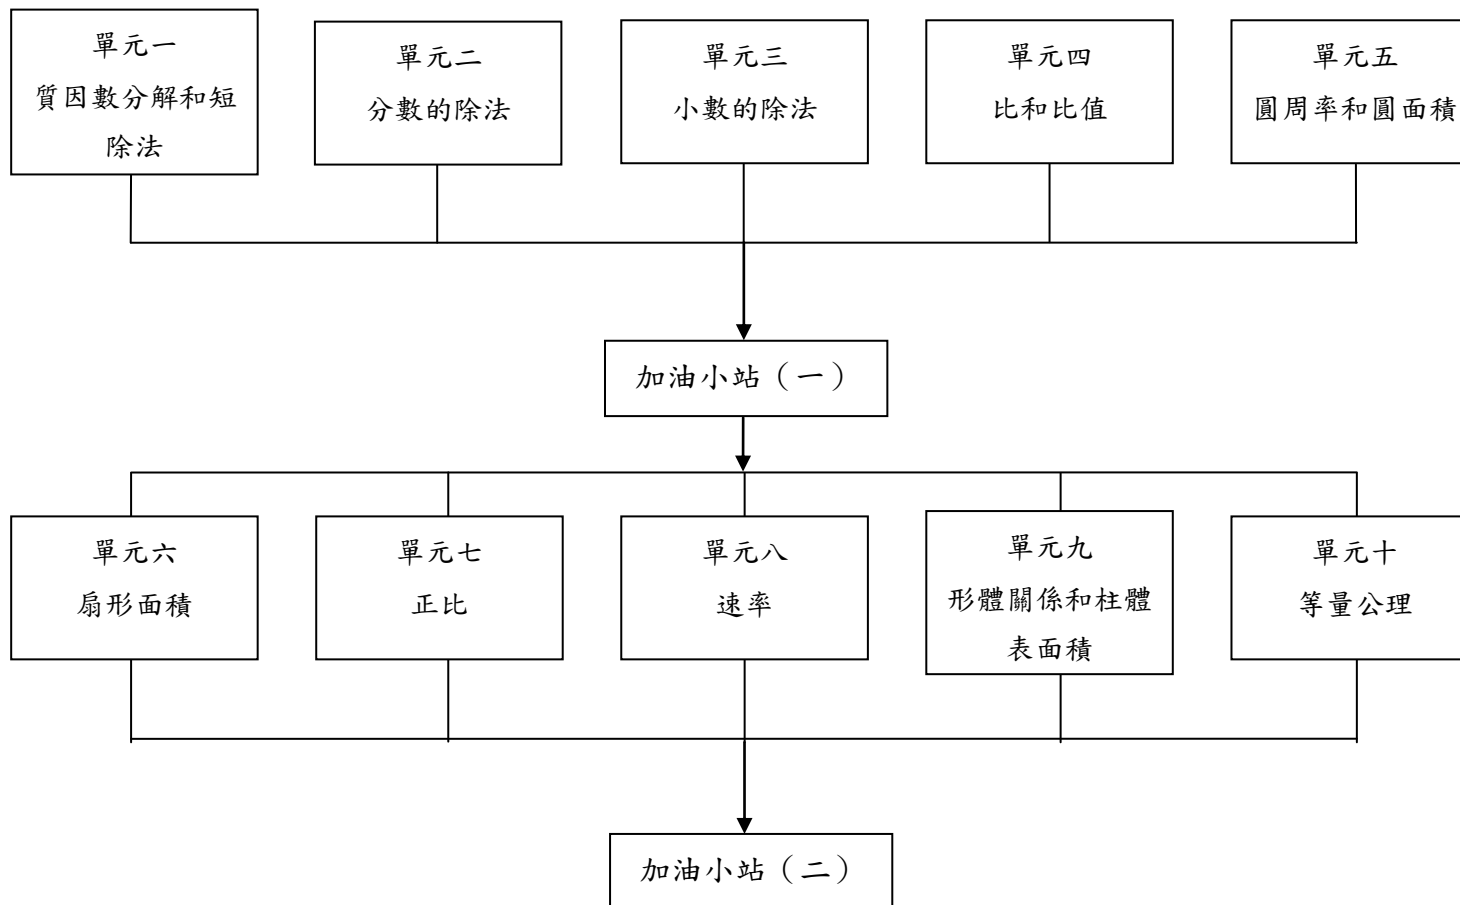 單元一
質因數分解和短
除法
單元二
分數的除法
單元三
小數的除法
單元四
比和比值
單元五
圓周率和圓面積
加油小站（一）
單元六
扇形面積
單元七
正比
單元八
速率
單元九
形體關係和柱體
表面積
單元十
等量公理
加油小站（二）